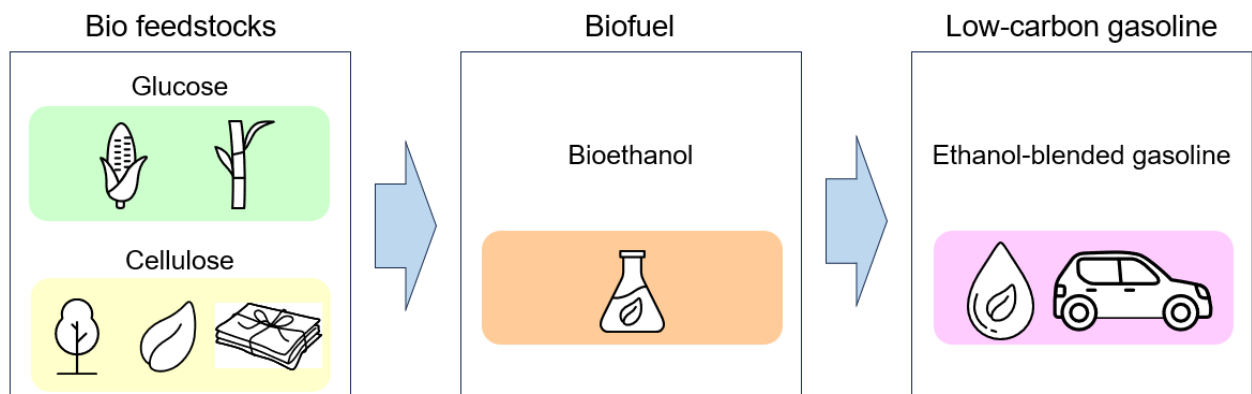 Bio feedstocks
Glucose
Cellulose
Biofuel
Bioethanol
Low-carbon gasoline
Ethanol-blended gasoline